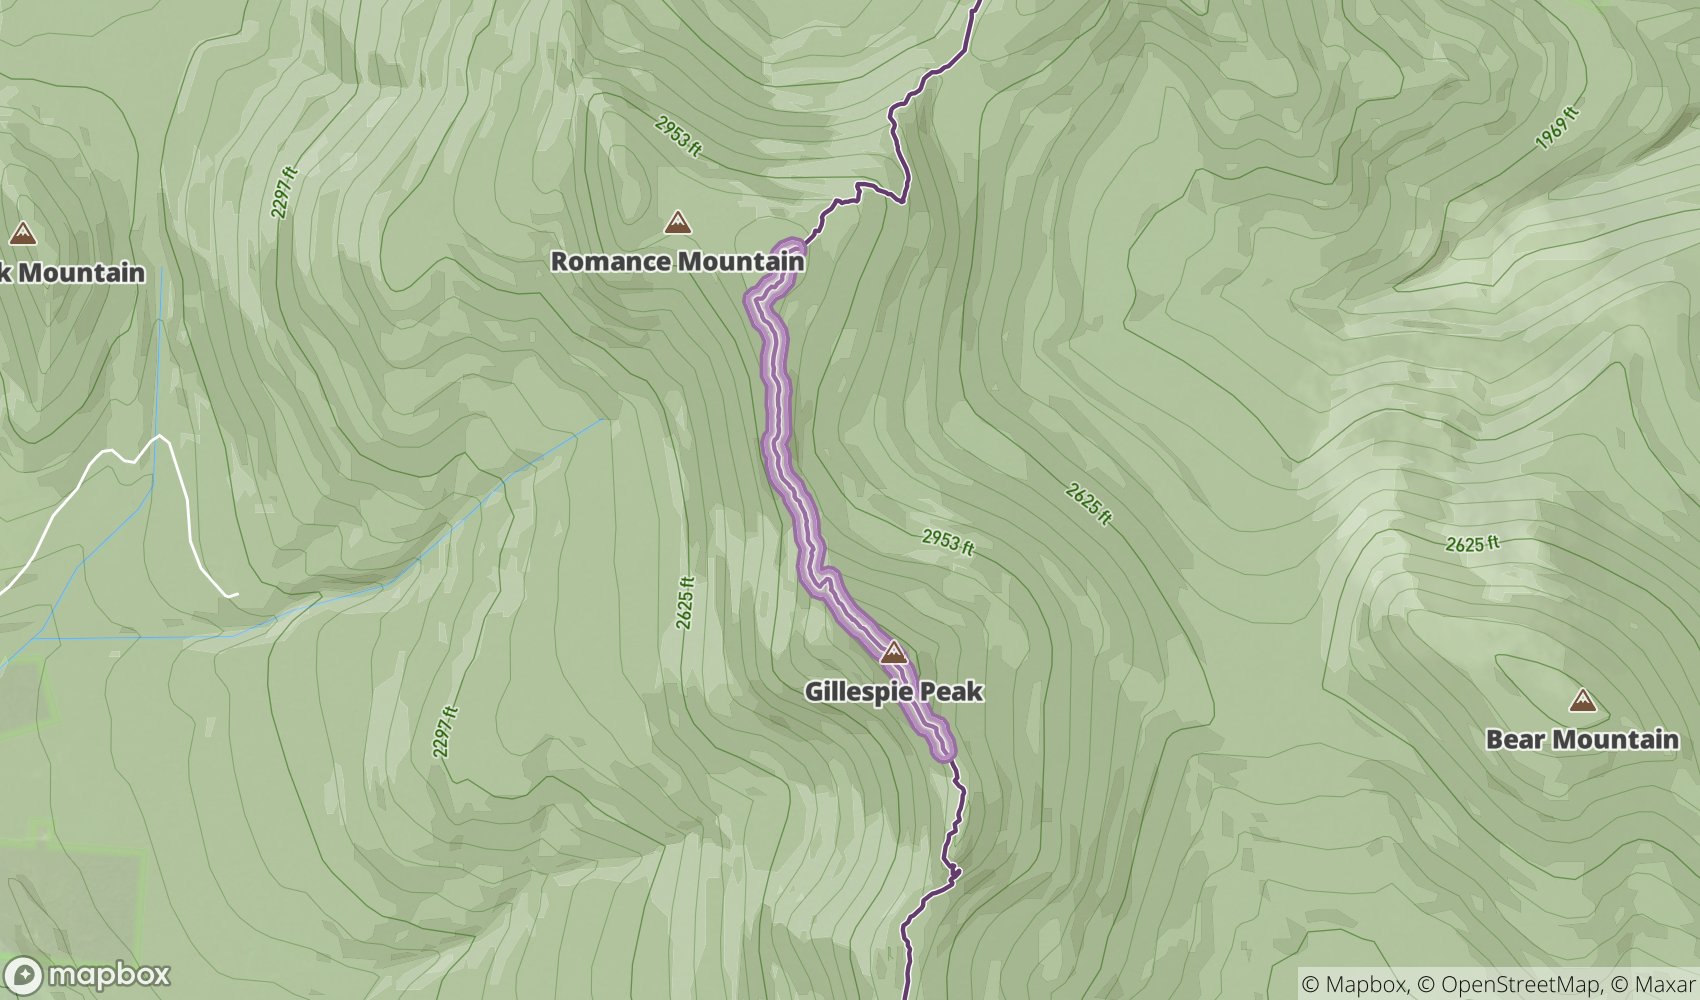 2953 ft
1969 ft
2297 ft
k Mountain
Romance Mountain
2625 ft
2953 ft
2625 ft
2625 ft
Gillespie Peak
2297 ft
Bear Mountain
mapbox
© Mapbox, © OpenStreetMap, © Maxar